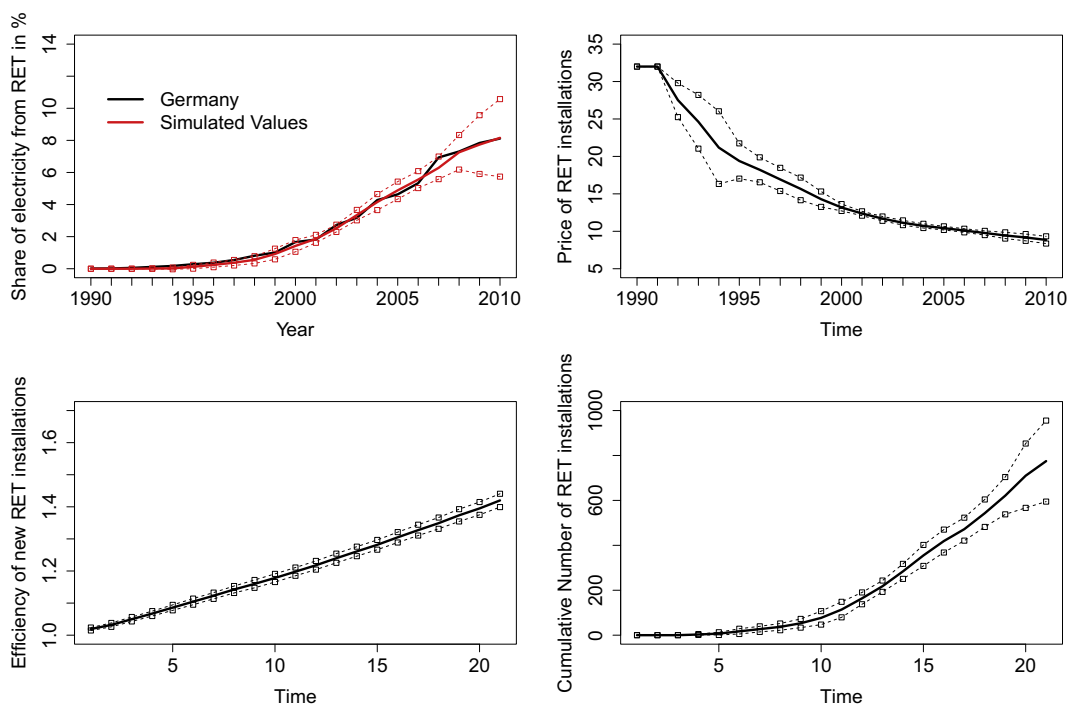 Share of electricity from RET in %
14
10
8
6
4
2
0
Germany
Simulated Values
1990 1995 2000 2005 2010
Year
Price of RET installations
35
30
25
20
15
10
5
1990 1995 2000 2005 2010
Time
Efficiency of new RET installations
1.6
1.4
1.2
1.0
5 10 15 20
Time
Cumulative Number of RET installations
1000
600
200
0
5 10 15 20
Time